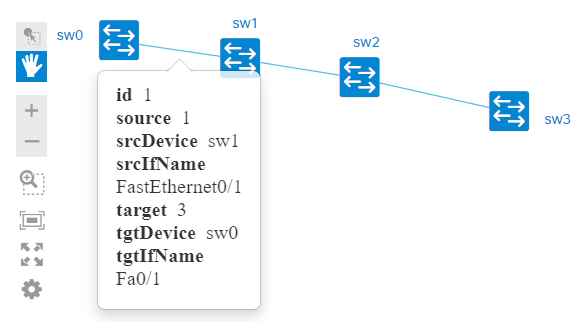 sw0
sw1
sw2
sw3
id 1
source 1
srcDevice sw1
srcIfName
FastEthernet0/1
target 3
tgtDevice sw0
tgtIfName
Fa0/1